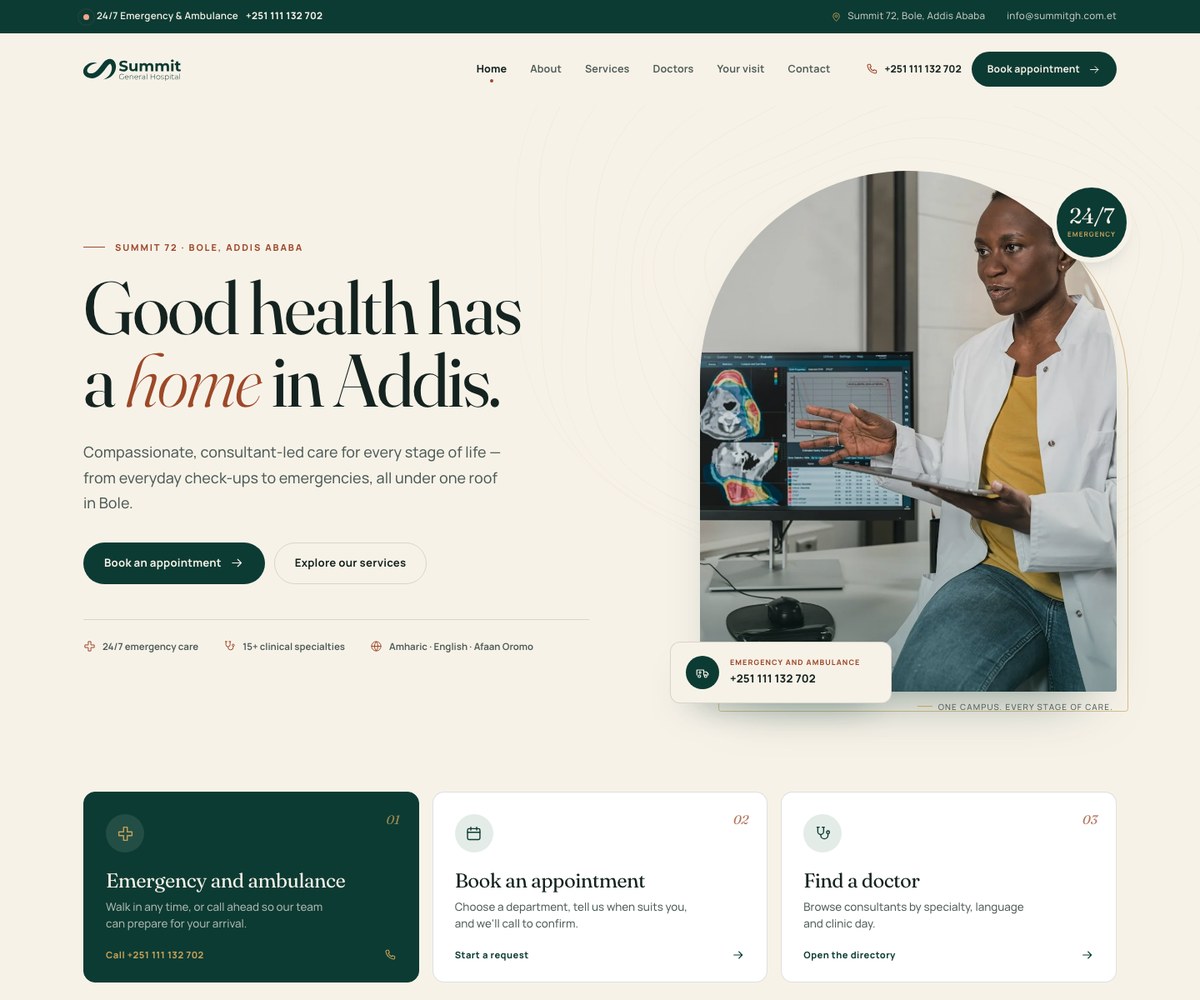 24/7 Emergency & Ambulance +251 111 132 702
Summit 72, Bole, Addis Ababa
info@summitgh.com.et
Summit
General Hospital
Home
About
Services
Doctors
Your visit
Contact
+251 111 132 702
Book appointment
24/7
EMERGENCY
SUMMIT 72 · BOLE, ADDIS ABABA
Good health has
a home in Addis.
Compassionate, consultant-led care for every stage of life —
from everyday check-ups to emergencies, all under one roof
in Bole.
Book an appointment
Explore our services
24/7 emergency care
15+ clinical specialties
Amharic · English · Afaan Oromo
EMERGENCY AND AMBULANCE
+251 111 132 702
ONE CAMPUS. EVERY STAGE OF CARE.
01
Emergency and ambulance
Walk in any time, or call ahead so our team
can prepare for your arrival.
Call +251 111 132 702
02
Book an appointment
Choose a department, tell us when suits you,
and we'll call to confirm.
Start a request
03
Find a doctor
Browse consultants by specialty, language
and clinic day.
Open the directory